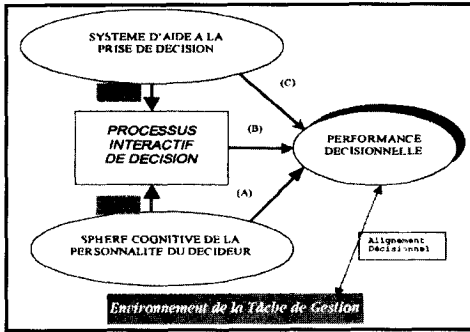 SYSTEME D'AIDE A LA
PRISE DE DECISION
(C)
PROCESSUS
INTERACTIF
DE DECISION
(B)
PERFORMANCE
DECISIONNELLE
(A)
SPHERE COGNITIVE DE LA
PERSONNALITE DU DECIDEUR
Alignement
Décisionnel
Environnement de la Tâche de Gestion